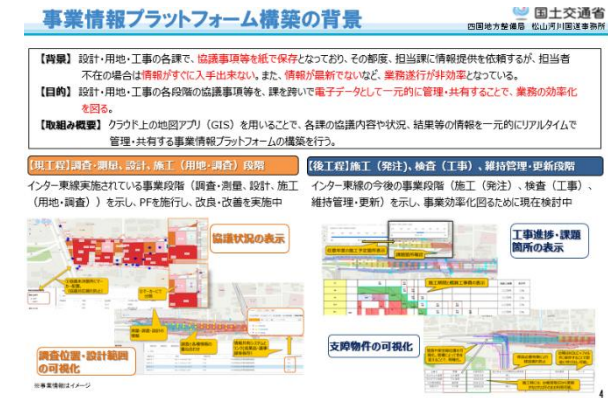 事業情報プラットフォーム構築の背景
国土交通省
四国地方整備局 松山河川国道事務所
【背景】設計・用地・工事の各課で、協議事項等を紙で保存となっており、その都度、担当課に情報提供を依頼するが、担当者
不在の場合は情報がすぐに入手出来ない。また、情報が最新でないなど、業務遂行が非効率となっている。
【目的】設計・用地・工事の各段階の協議事項等を、課を跨いで電子データとして一元的に管理・共有することで、業務の効率化
を図る。
【取組み概要】クラウド上の地図アプリ（GIS）を用いることで、各課の協議内容や状況、結果等の情報を一元的にリアルタイムで
管理・共有する事業情報プラットフォームの構築を行う。
【現工程】調査・測量、設計、施工（用地・調査）段階
インター東線実施されている事業段階（調査・測量、設計、施工
（用地・調査））を示し、PFを施行し、改良・改善を実施中
協議状況の表示
調査位置・設計範囲
の可視化
※事業情報はイメージ
【後工程】施工（発注）、検査（工事）、維持管理・更新段階
インター東線の今後の事業段階（施工（発注）、検査（工事）、
維持管理・更新）を示し、事業効率化図るために現在検討中
工事進捗・課題
箇所の表示
支障物件の可視化
4